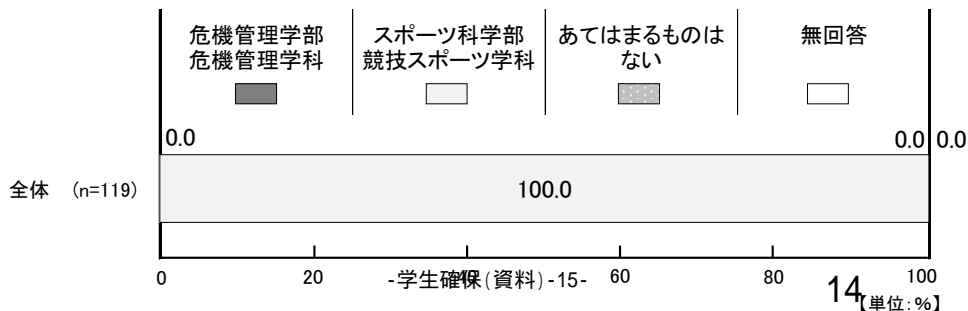 危機管理学部
危機管理学科
スポーツ科学部
競技スポーツ学科
あてはまるものは
ない
無回答
0.0
0.0
0.0
全体 (n=119)
100.0
0
20
40
60
80
100
-学生確保(資料)-15-
14
【単位:%】